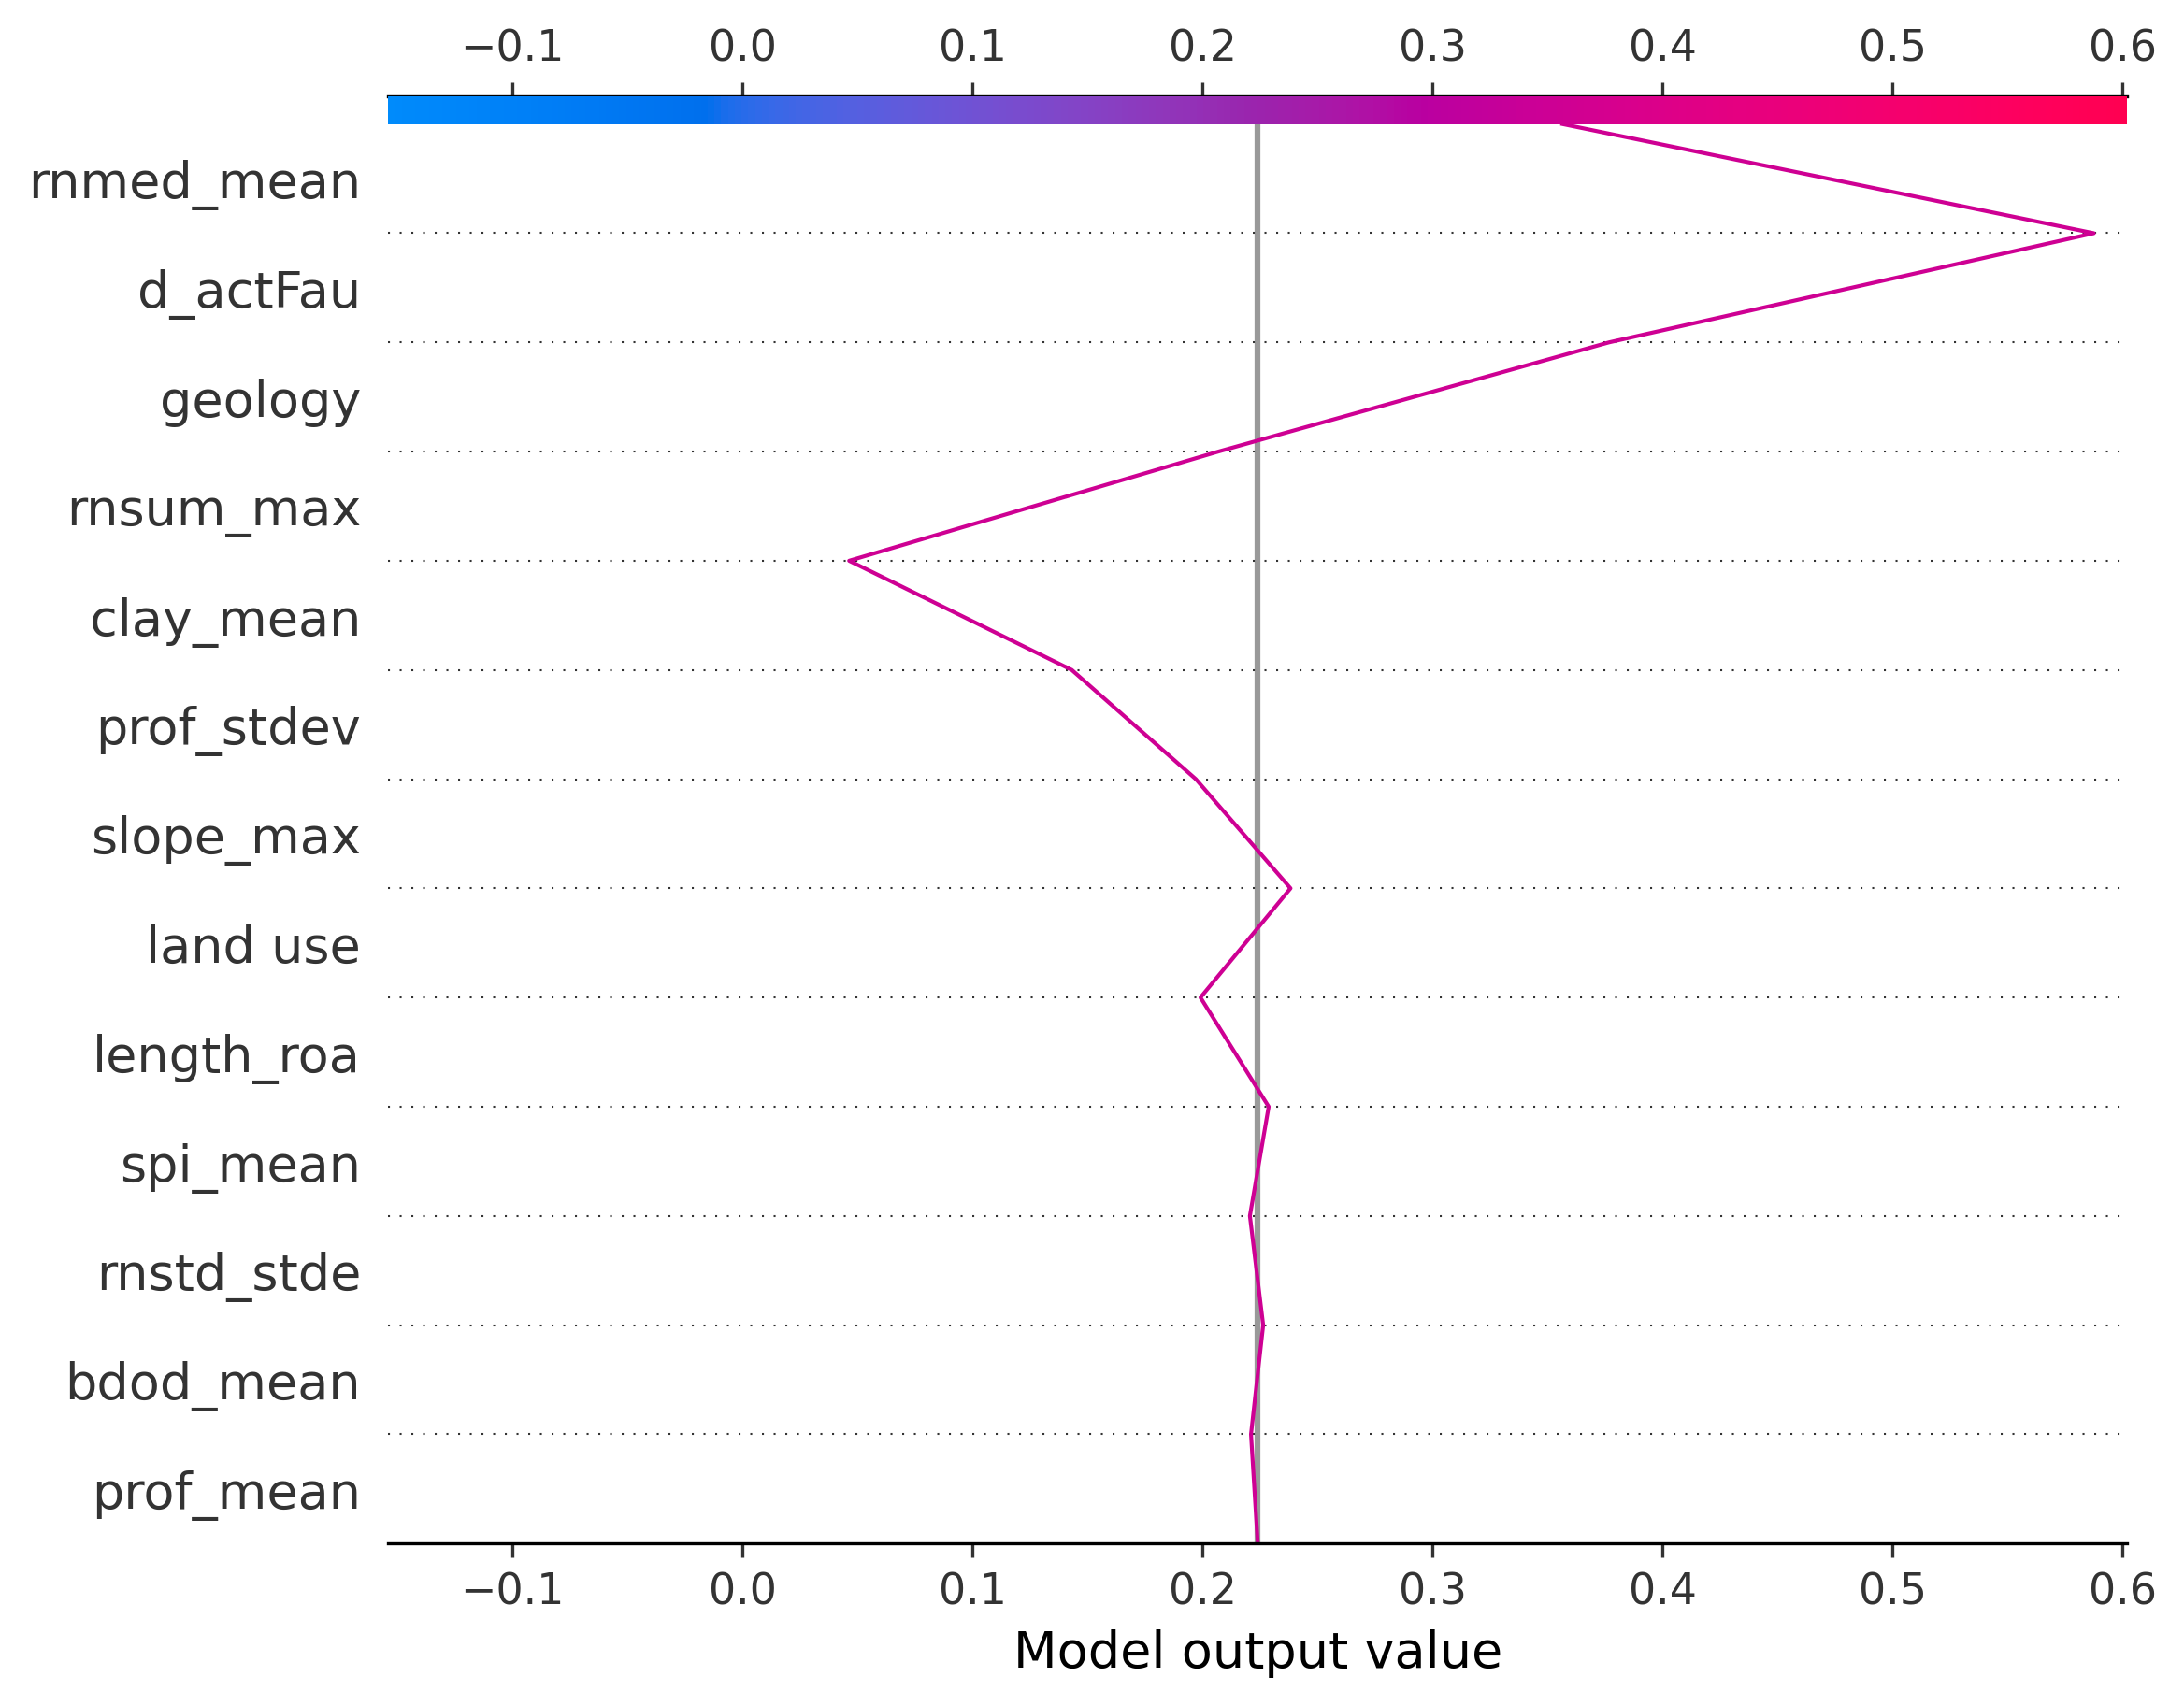 −0.1 0.0 0.1 0.2 0.3 0.4 0.5 0.6
rnmed_mean
d_actFau
geology
rnsum_max
clay_mean
prof_stdev
slope_max
land use
length_roa
spi_mean
rnstd_stde
bdod_mean
prof_mean
−0.1 0.0 0.1 0.2 0.3 0.4 0.5 0.6
Model output value